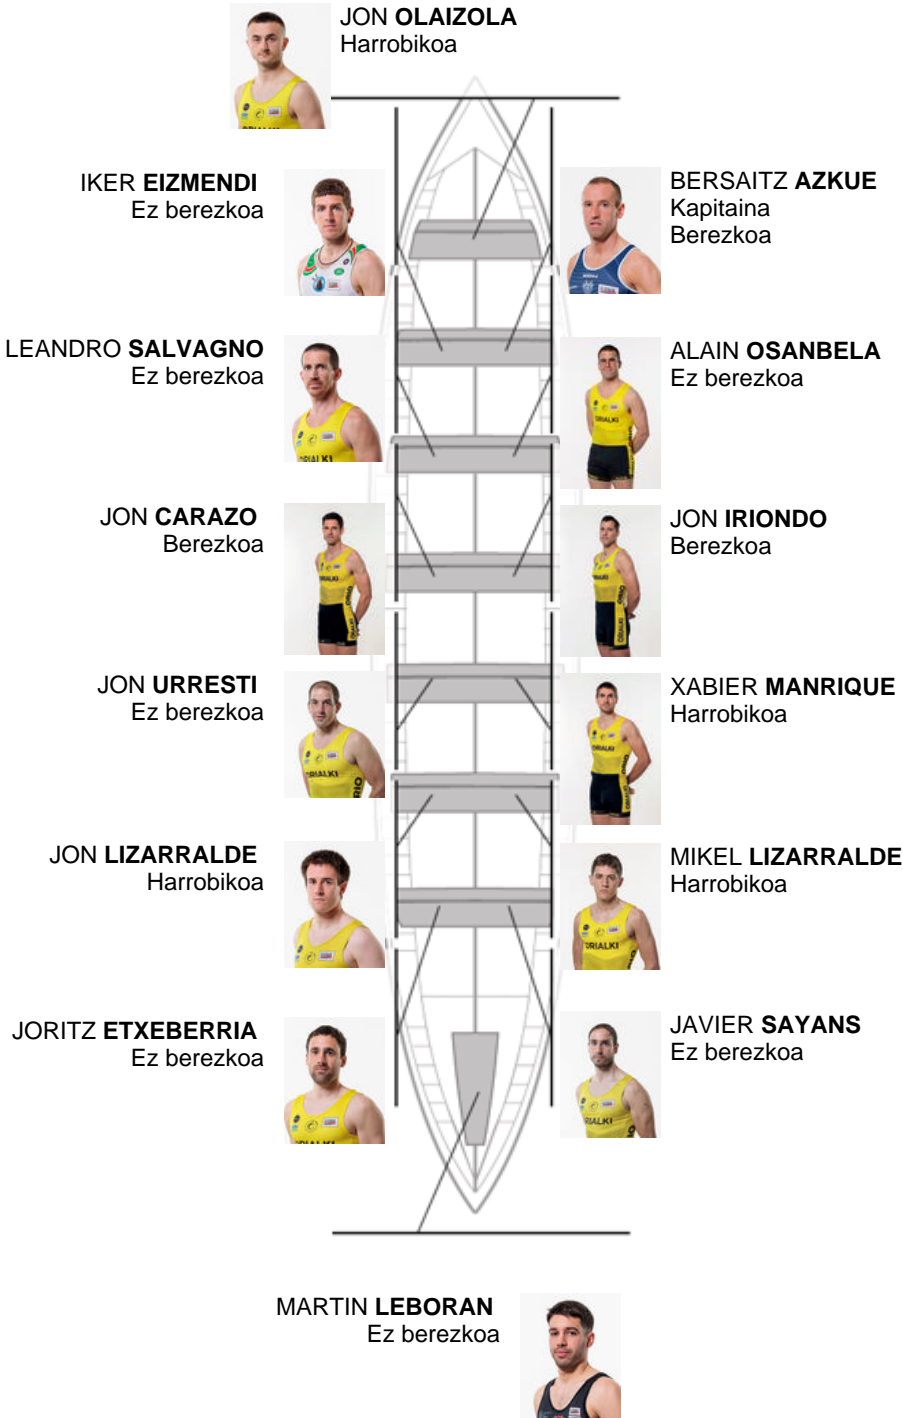 JON OLAIZOLA
Harrobikoa
IKER EIZMENDI
Ez berezkoa
BERSAITZ AZKUE
Kapitaina
Berezkoa
LEANDRO SALVAGNO
Ez berezkoa
ALAIN OSANBELA
Ez berezkoa
JON CARAZO
Berezkoa
JON IRIONDO
Berezkoa
JON URRESTI
Ez berezkoa
XABIER MANRIQUE
Harrobikoa
JON LIZARRALDE
Harrobikoa
MIKEL LIZARRALDE
Harrobikoa
JORITZ ETXEBERRIA
Ez berezkoa
JAVIER SAYANS
Ez berezkoa
MARTIN LEBORAN
Ez berezkoa